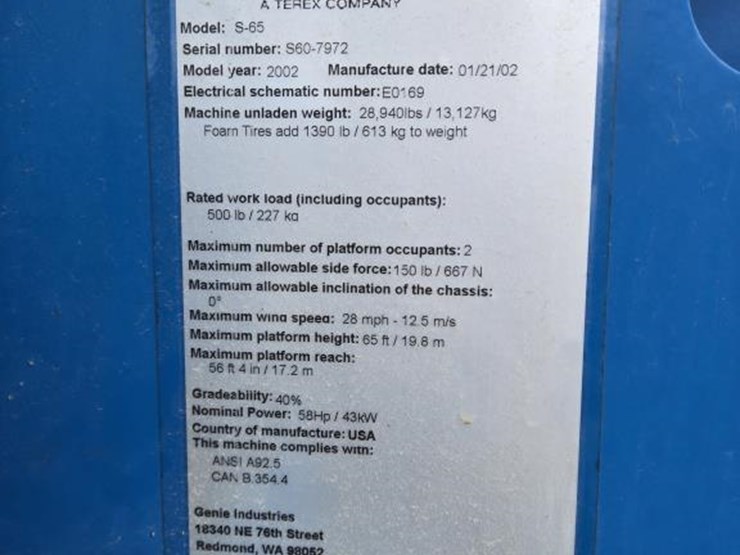 A TEREX COMPANY
Model: S-65
Serial number: S60-7972
Model year: 2002 Manufacture date: 01/21/02
Electrical schematic number: E0169
Machine unladen weight: 28,940lbs / 13,127kg
Foam Tires add 1390 lb / 613 kg to weight
Rated work load (including occupants):
500 lb / 227 kg
Maximum number of platform occupants: 2
Maximum allowable side force: 150 lb / 667 N
Maximum allowable inclination of the chassis:
0°
Maximum wind speed: 28 mph - 12.5 m/s
Maximum platform height: 65 ft / 19.8 m
Maximum platform reach:
56 ft 4 in / 17.2 m
Gradeability: 40%
Nominal Power: 58Hp / 43kW
Country of manufacture: USA
This machine complies with:
ANSI A92.5
CAN B.354.4
Genie Industries
18340 NE 76th Street
Redmond, WA 98052